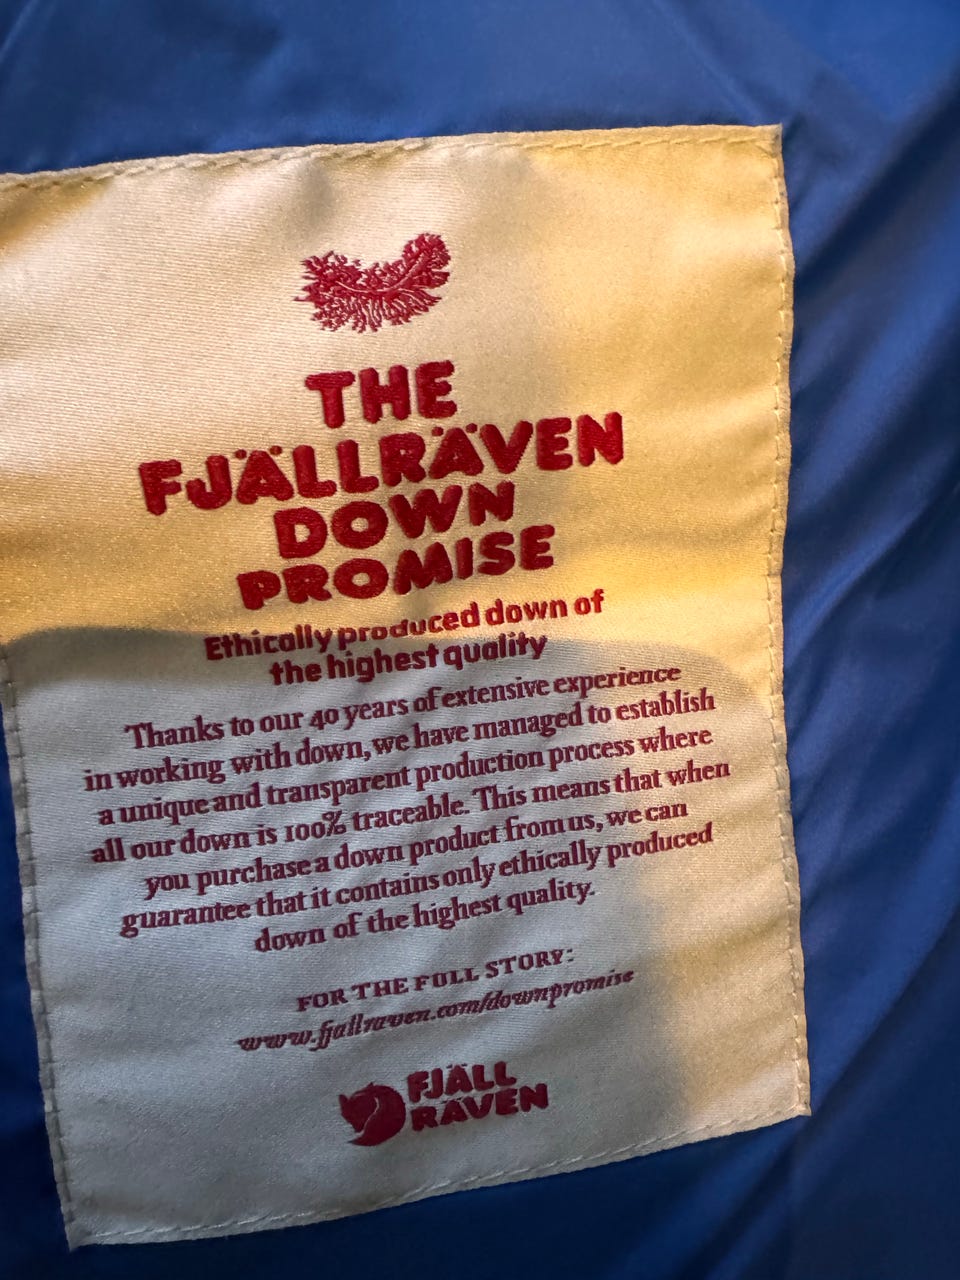 THE
FJÄLLRÄVEN
DOWN
PROMISE
Ethically produced down of
the highest quality
Thanks to our 40 years of extensive experience
in working with down, we have managed to establish
a unique and transparent production process where
all our down is 100% traceable. This means that when
you purchase a down product from us, we can
guarantee that it contains only ethically produced
down of the highest quality.
FOR THE FULL STORY:
www.fjallraven.com/downpromise
FJÄLL
RÄVEN